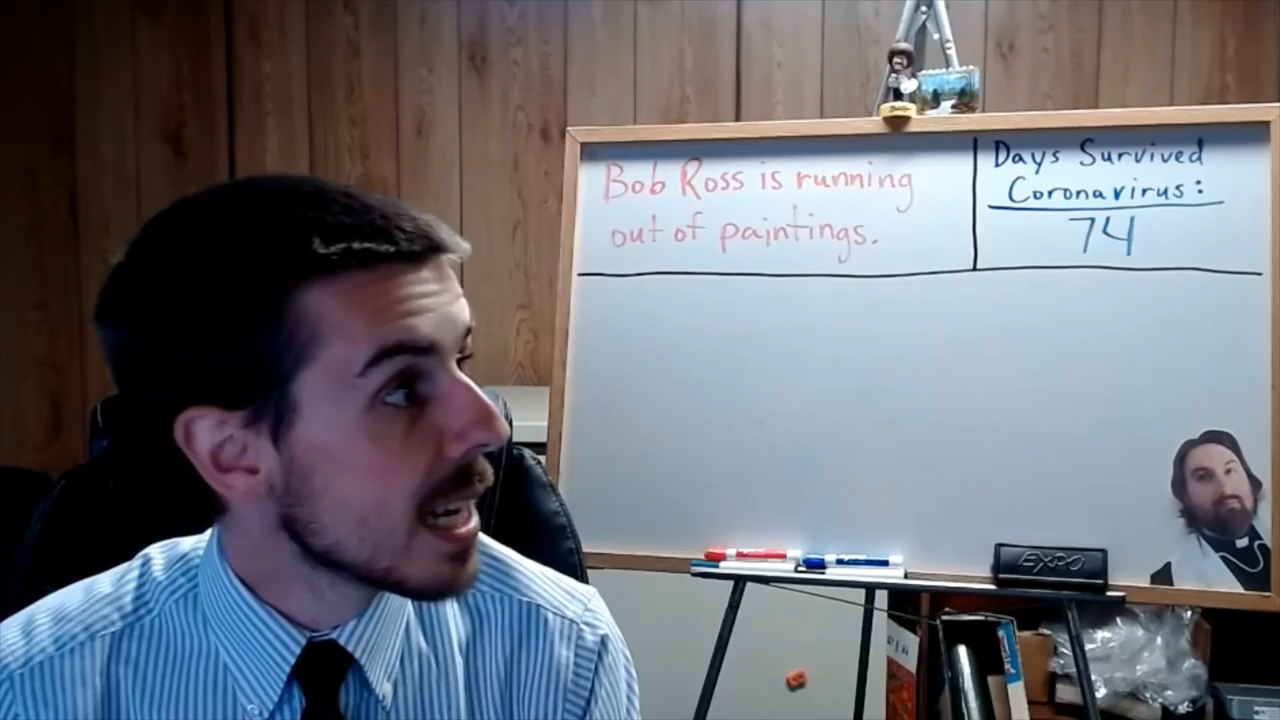 Bob Ross is running
out of paintings.
Days Survived
Coronavirus:
74
EXPO